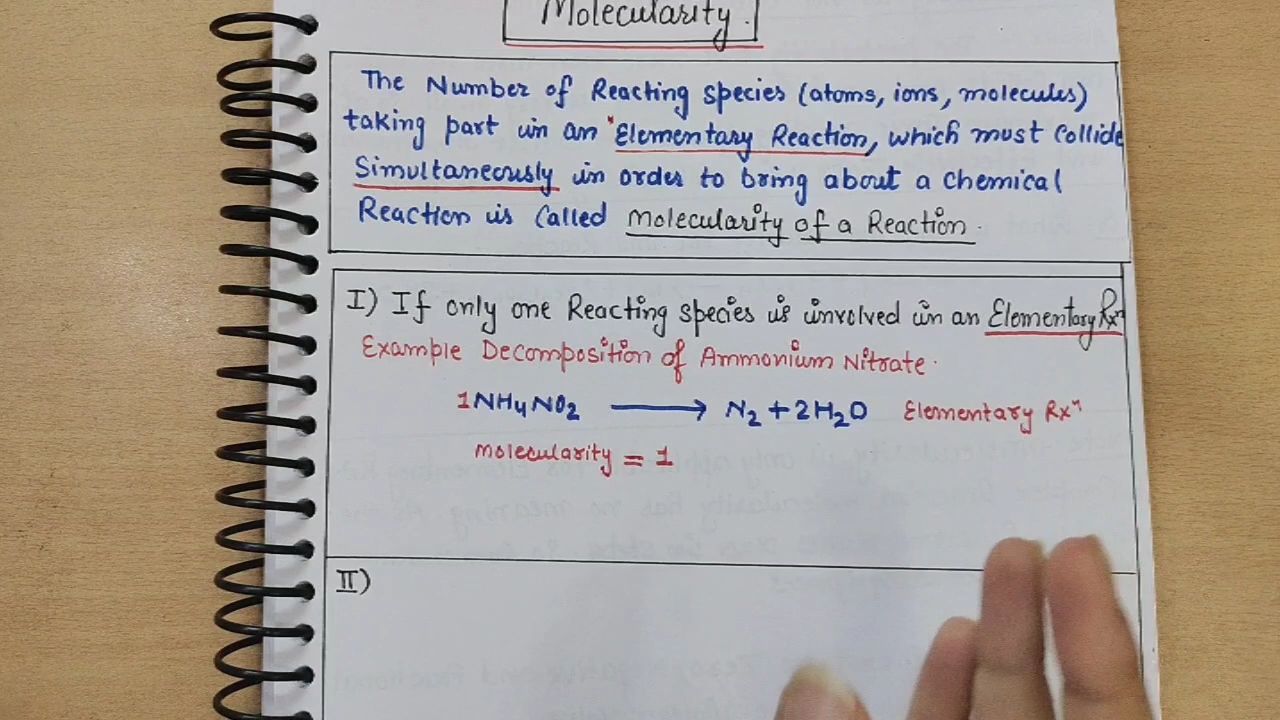 Molecularity.
The Number of Reacting species (atoms, ions, molecules)
taking part in an "Elementary Reaction, which must collide
Simultaneously in order to bring about a chemical
Reaction is called molecularity of a Reaction.
I) If only one Reacting species is involved in an Elementary Rxⁿ
Example Decomposition of Ammonium Nitrate.
1NH₄NO₂ ⟶ N₂ + 2H₂O Elementary Rxⁿ
molecularity = 1
II)